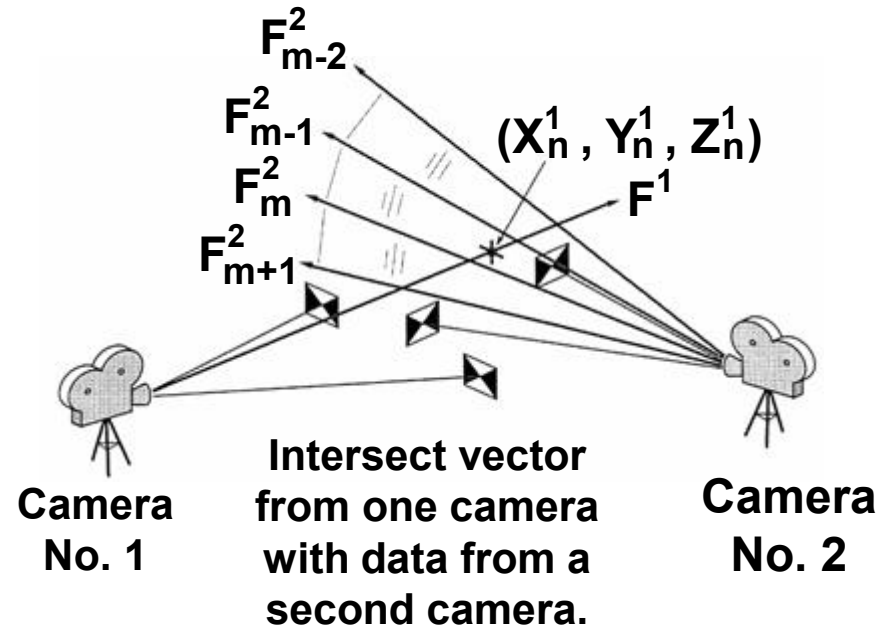 F²m-2
F²m-1
(X¹n , Y¹n , Z¹n)
F²m
F¹
F²m+1
Camera
No. 1
Intersect vector
from one camera
with data from a
second camera.
Camera
No. 2